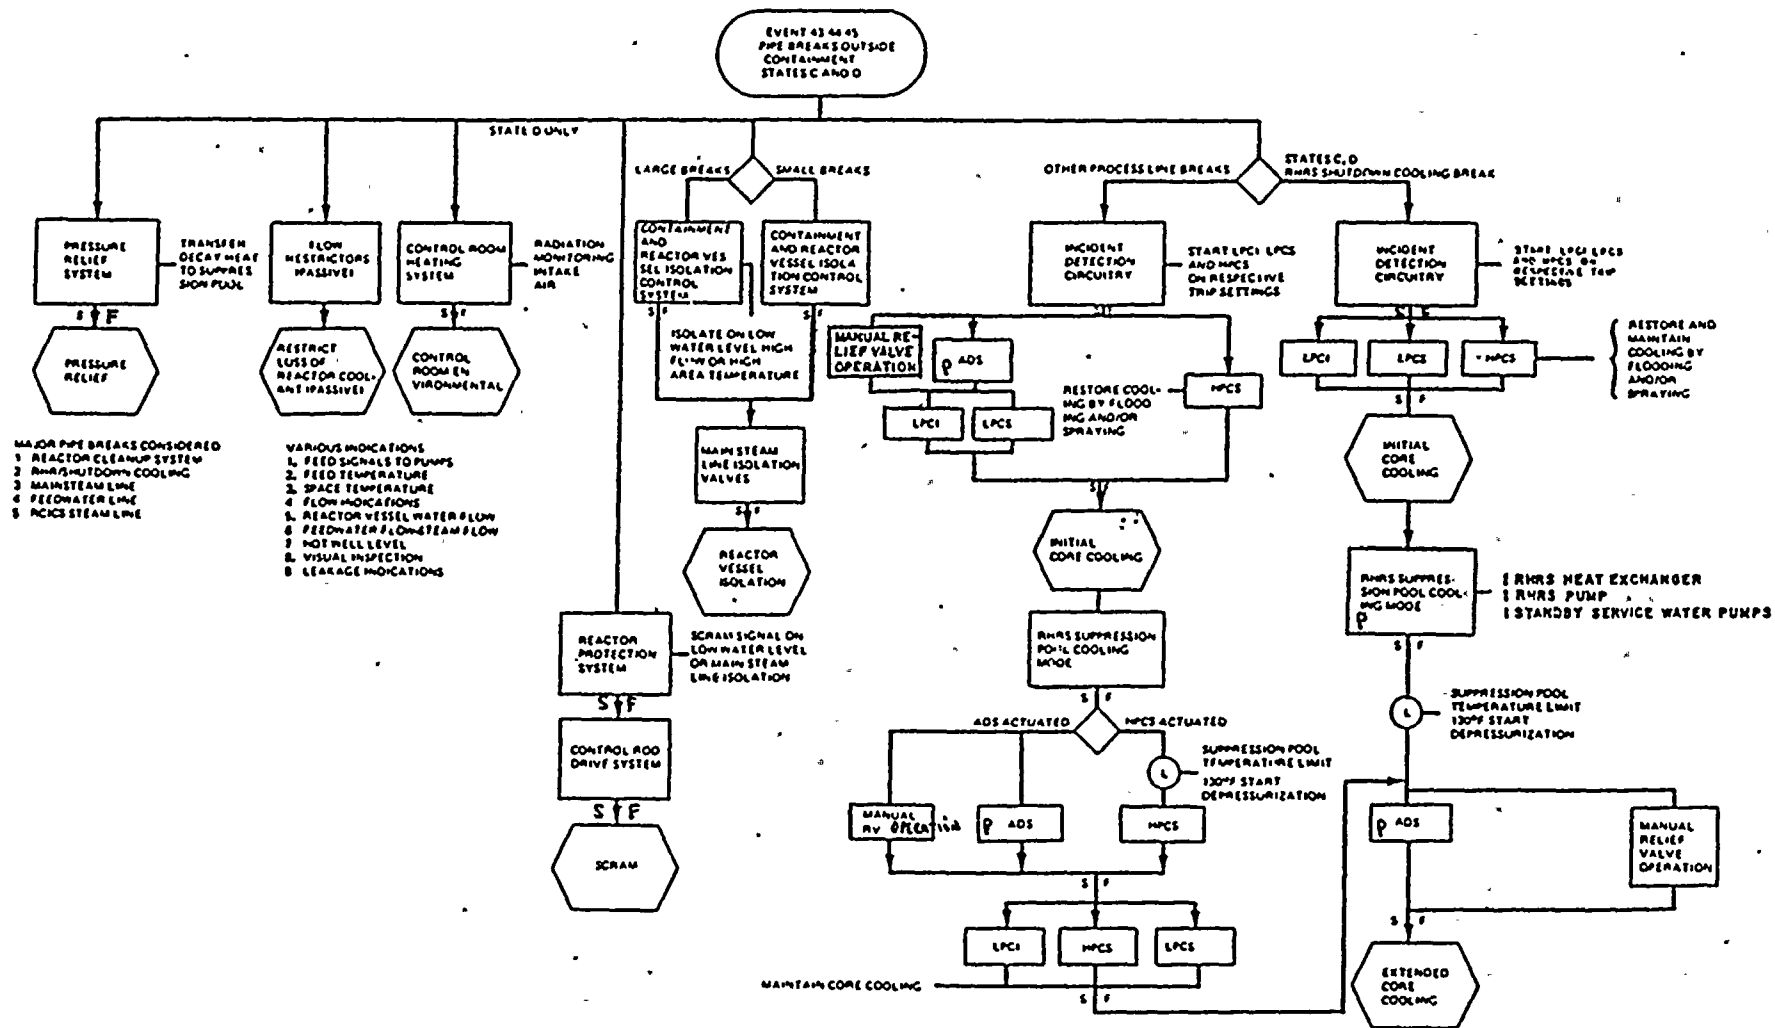 EVENT 43 44 45
PIPE BREAKS OUTSIDE
CONTAINMENT
STATES C AND D
STATE D ONLY
LARGE BREAKS
SMALL BREAKS
OTHER PROCESS LINE BREAKS
STATES C, D
RHRS SHUTDOWN COOLING BREAK
PRESSURE
RELIEF
SYSTEM
TRANSFER
DECAY HEAT
TO SUPPRES
SION POOL
FLOW
RESTRICTORS
(PASSIVE)
CONTROL ROOM
HEATING
SYSTEM
RADIATION
MONITORING
INTAKE
AIR
CONTAINMENT
AND
REACTOR VES
SEL ISOLATION
CONTROL
SYSTEM
CONTAINMENT
AND REACTOR
VESSEL ISOLA
TION CONTROL
SYSTEM
INCIDENT
DETECTION
CIRCUITRY
START LPCI LPCS
AND HPCS
ON RESPECTIVE
TRIP SETTINGS
INCIDENT
DETECTION
CIRCUITRY
START LPCI LPCS
AND HPCS ON
RESPECTIVE TRIP
SETTINGS
S F
S F
S F
S F
S F
S F
PRESSURE
RELIEF
RESTRICT
LOSS OF
REACTOR COOL-
ANT (PASSIVE)
CONTROL
ROOM EN
VIRONMENTAL
ISOLATE ON LOW
WATER LEVEL HIGH
FLOW OR HIGH
AREA TEMPERATURE
MANUAL RE-
LIEF VALVE
OPERATION
P ADS
LPCI
LPCS
RESTORE COOL-
ING BY FLOOD
ING AND/OR
SPRAYING
HPCS
LPCI
LPCS
HPCS
RESTORE AND
MAINTAIN
COOLING BY
FLOODING
AND/OR
SPRAYING
S F
MAJOR PIPE BREAKS CONSIDERED
1 REACTOR CLEANUP SYSTEM
2 RHR/SHUTDOWN COOLING
3 MAINSTEAM LINE
4 FEEDWATER LINE
5 RCICS STEAM LINE
VARIOUS INDICATIONS
1. FEED SIGNALS TO PUMPS
2. FEED TEMPERATURE
3. SPACE TEMPERATURE
4 FLOW INDICATIONS
5. REACTOR VESSEL WATER FLOW
6 FEEDWATER FLOW/STEAM FLOW
7 HOT WELL LEVEL
8. VISUAL INSPECTION
LEAKAGE INDICATIONS
MAIN STEAM
LINE ISOLATION
VALVES
S F
REACTOR
VESSEL
ISOLATION
S F
INITIAL
CORE COOLING
INITIAL
CORE
COOLING
REACTOR
PROTECTION
SYSTEM
SCRAM SIGNAL ON
LOW WATER LEVEL
OR MAIN STEAM
LINE ISOLATION
S F
CONTROL ROD
DRIVE SYSTEM
S F
SCRAM
RHRS SUPPRESSION
POOL COOLING
MODE
S F
RHRS SUPPRES-
SION POOL COOL-
ING MODE
P
1 RHRS HEAT EXCHANGER
1 RHRS PUMP
1 STANDBY SERVICE WATER PUMPS
S F
L
SUPPRESSION POOL
TEMPERATURE LIMIT
130°F START
DEPRESSURIZATION
ADS ACTUATED
HPCS ACTUATED
L
SUPPRESSION POOL
TEMPERATURE LIMIT
130°F START
DEPRESSURIZATION
MANUAL
RV OPERATION
P ADS
HPCS
S F
LPCI
HPCS
LPCS
MAINTAIN CORE COOLING
S F
P ADS
MANUAL
RELIEF
VALVE
OPERATION
S F
EXTENDED
CORE
COOLING